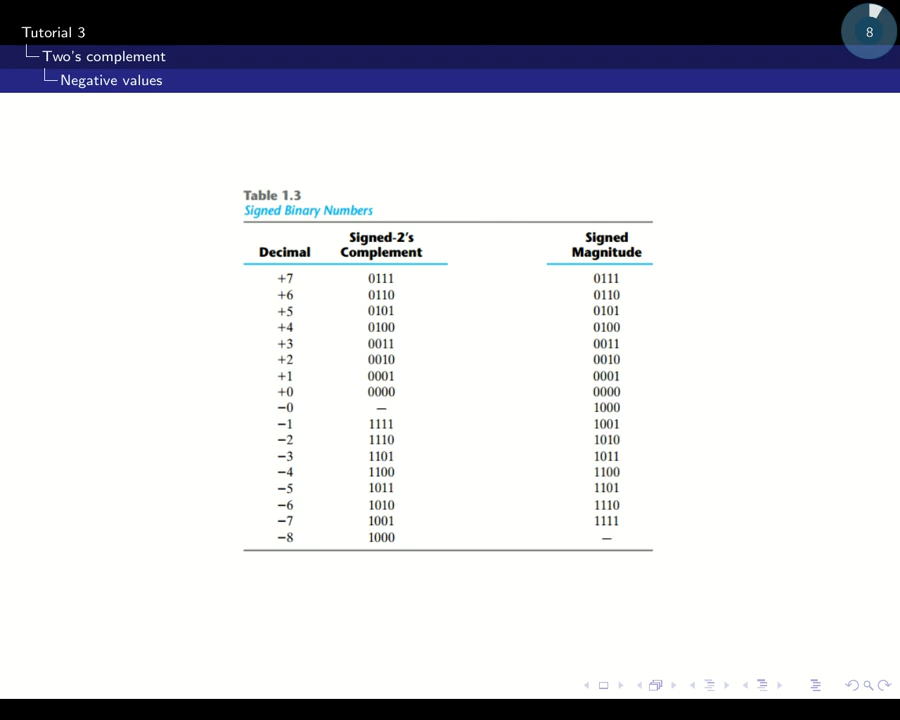 Tutorial 3
8
Two's complement
Negative values
Table 1.3
Signed Binary Numbers
Decimal Signed-2's Complement Signed Magnitude
+7 0111 0111
+6 0110 0110
+5 0101 0101
+4 0100 0100
+3 0011 0011
+2 0010 0010
+1 0001 0001
+0 0000 0000
−0 — 1000
−1 1111 1001
−2 1110 1010
−3 1101 1011
−4 1100 1100
−5 1011 1101
−6 1010 1110
−7 1001 1111
−8 1000 —